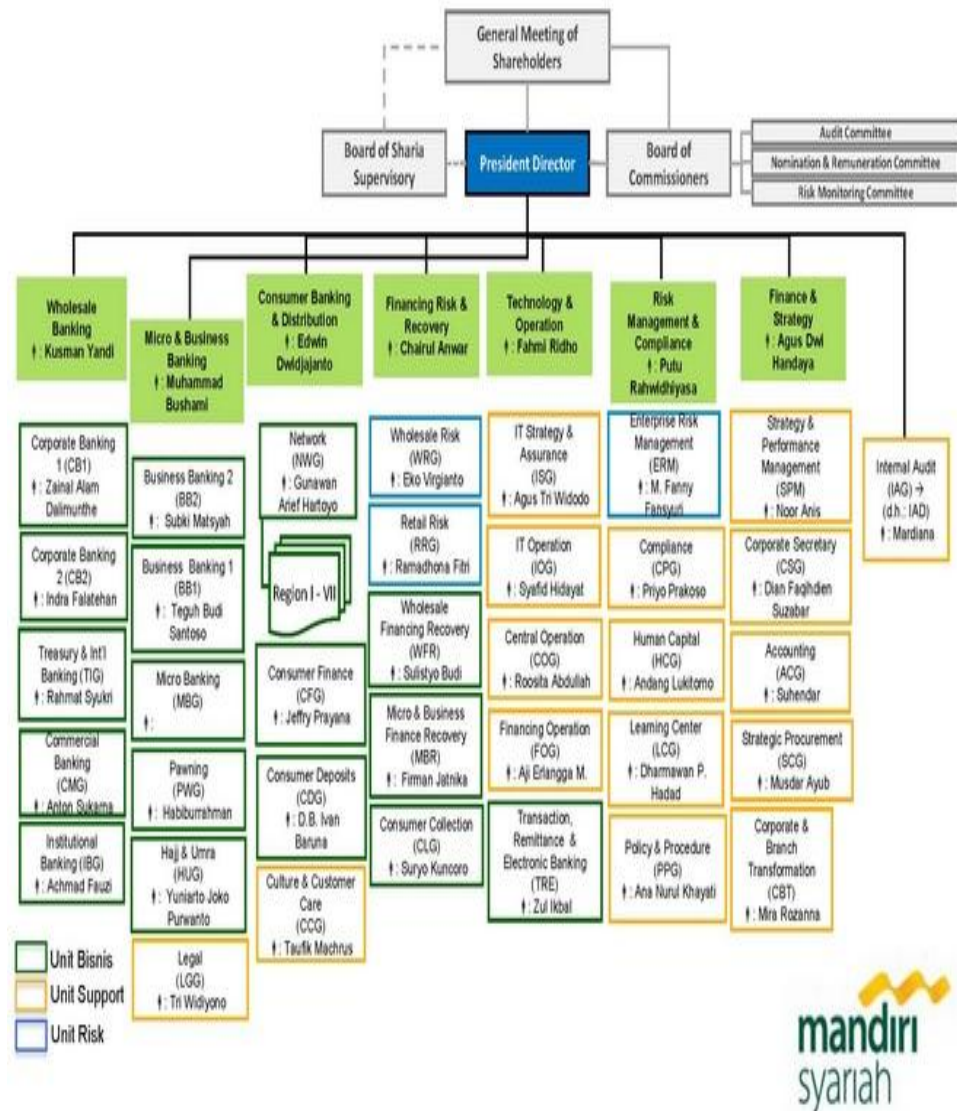 General Meeting of
Shareholders
Board of Sharia
Supervisory
President Director
Board of
Commissioners
Audit Committee
Nomination & Remuneration Committee
Risk Monitoring Committee
Wholesale
Banking
: Kusman Yandi
Corporate Banking
1 (CB1)
: Zainal Alam
Dalimunthe
Corporate Banking
2 (CB2)
: Indra Falatehan
Treasury & Int'l
Banking (TIG)
: Rahmat Syukri
Commercial
Banking
(CMG)
: Anton Sukarna
Institutional
Banking (IBG)
: Achmad Fauzi
Micro & Business
Banking
: Muhammad
Bushami
Business Banking 2
(BB2)
: Subki Matsyah
Business Banking 1
(BB1)
: Teguh Budi
Santoso
Micro Banking
(MBG)
:
Pawning
(PWG)
: Habiburrahman
Hajj & Umra
(HUG)
: Yuniarto Joko
Purwanto
Legal
(LGG)
: Tri Widiyono
Consumer Banking
& Distribution
: Edwin
Dwidjajanto
Network
(NWG)
: Gunawan
Arief Hartoyo
Region I - VII
Consumer Finance
(CFG)
: Jeffry Prayana
Consumer Deposits
(CDG)
: D.B. Ivan
Baruna
Culture & Customer
Care
(CCG)
: Taufik Machrus
Financing Risk &
Recovery
: Chairul Anwar
Wholesale Risk
(WRG)
: Eko Virgianto
Retail Risk
(RRG)
: Ramadhona Fitri
Wholesale
Financing Recovery
(WFR)
: Sulistyo Budi
Micro & Business
Finance Recovery
(MBR)
: Firman Jatnika
Consumer Collection
(CLG)
: Suryo Kuncoro
Technology &
Operation
: Fahmi Ridho
IT Strategy &
Assurance
(ISG)
: Agus Tri Widodo
IT Operation
(IOG)
: Syafid Hidayat
Central Operation
(COG)
: Roosita Abdullah
Financing Operation
(FOG)
: Aji Erlangga M.
Transaction,
Remittance &
Electronic Banking
(TRE)
: Zul Ikbal
Risk
Management &
Compliance
: Putu
Rahwidhiyasa
Enterprise Risk
Management
(ERM)
: M. Fanny
Fansyuri
Compliance
(CPG)
: Priyo Prakoso
Human Capital
(HCG)
: Andang Lukitomo
Learning Center
(LCG)
: Dharmawan P.
Hadad
Policy & Procedure
(PPG)
: Ana Nurul Khayati
Finance &
Strategy
: Agus Dwi
Handaya
Strategy &
Performance
Management
(SPM)
: Noor Anis
Corporate Secretary
(CSG)
: Dian Faqihdien
Suzabar
Accounting
(ACG)
: Suhendar
Strategic Procurement
(SCG)
: Musdar Ayub
Corporate &
Branch
Transformation
(CBT)
: Mira Rozanna
Internal Audit
(IAG) →
(d.h.: IAD)
: Mardiana
Unit Bisnis
Unit Support
Unit Risk
mandiri
syariah